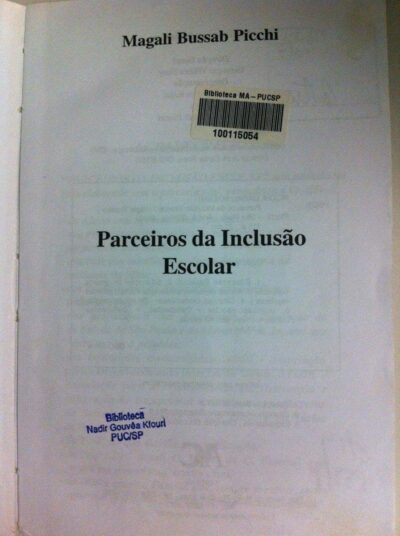 Magali Bussab Picchi
Biblioteca MA - PUCSP
100115054
Parceiros da Inclusão
Escolar
Biblioteca
Nadir Gouvêa Kfouri
PUC/SP